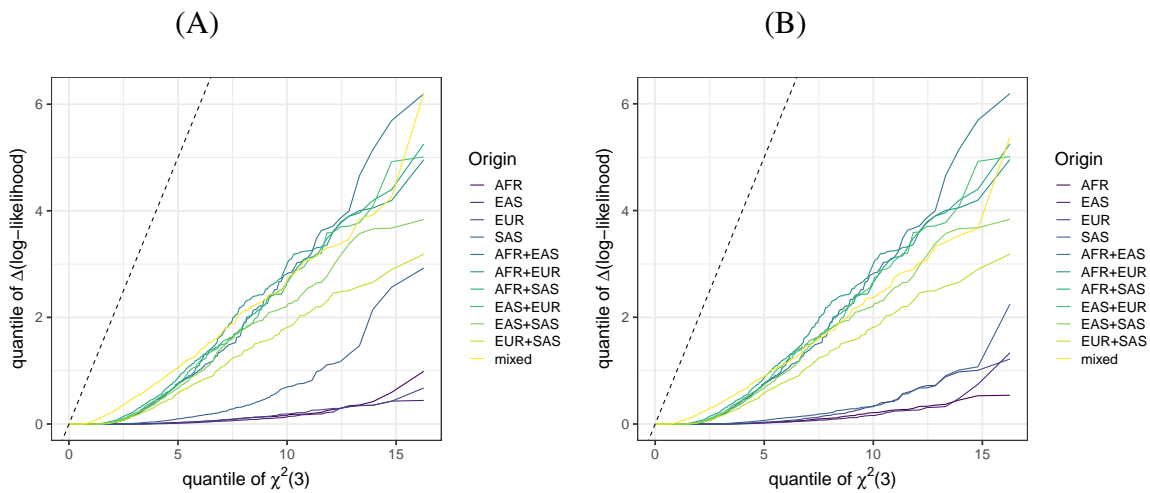 (A)
(B)
quantile of Δ(log−likelihood)
6
4
2
0
0
5
10
15
quantile of χ²(3)
Origin
AFR
EAS
EUR
SAS
AFR+EAS
AFR+EUR
AFR+SAS
EAS+EUR
EAS+SAS
EUR+SAS
mixed
quantile of Δ(log−likelihood)
6
4
2
0
0
5
10
15
quantile of χ²(3)
Origin
AFR
EAS
EUR
SAS
AFR+EAS
AFR+EUR
AFR+SAS
EAS+EUR
EAS+SAS
EUR+SAS
mixed